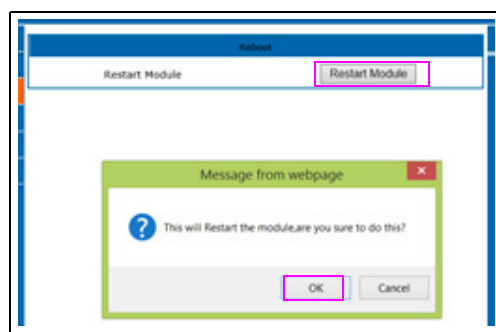 Reboot
Restart Module Restart Module
Message from webpage
This will Restart the module,are you sure to do this?
OK Cancel